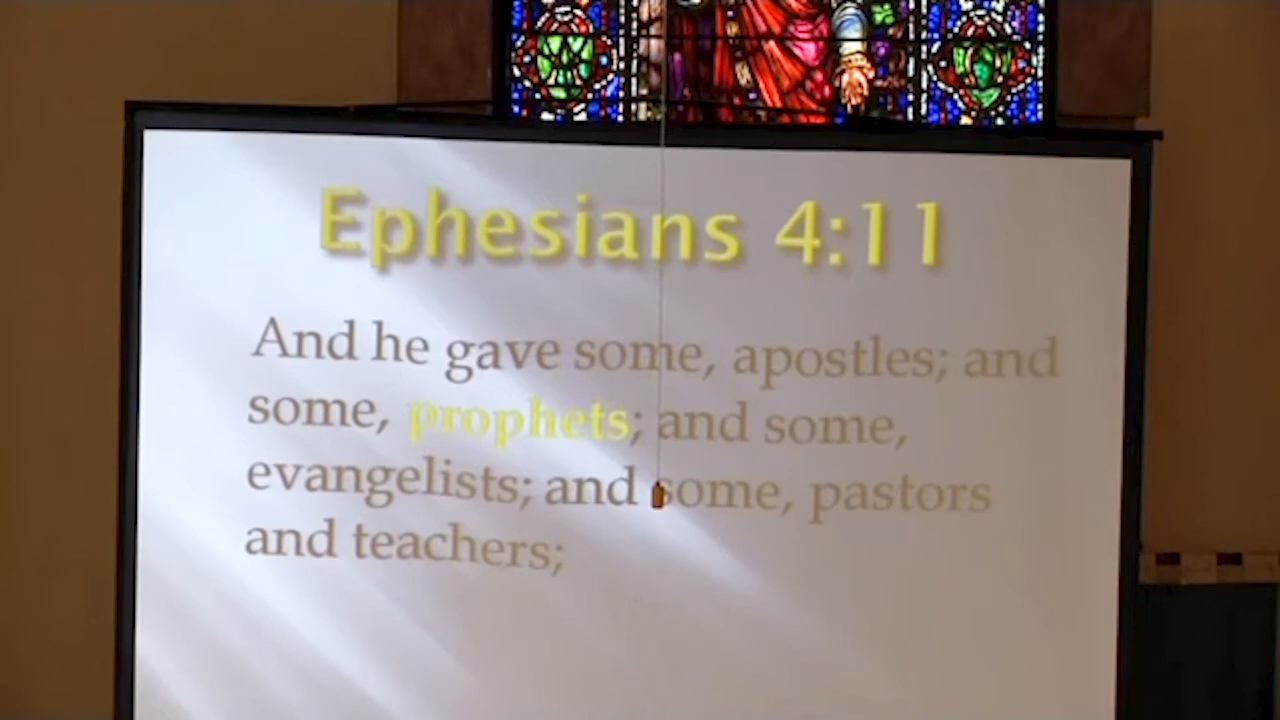 Ephesians 4:11
And he gave some, apostles; and
some, prophets; and some,
evangelists; and some, pastors
and teachers;